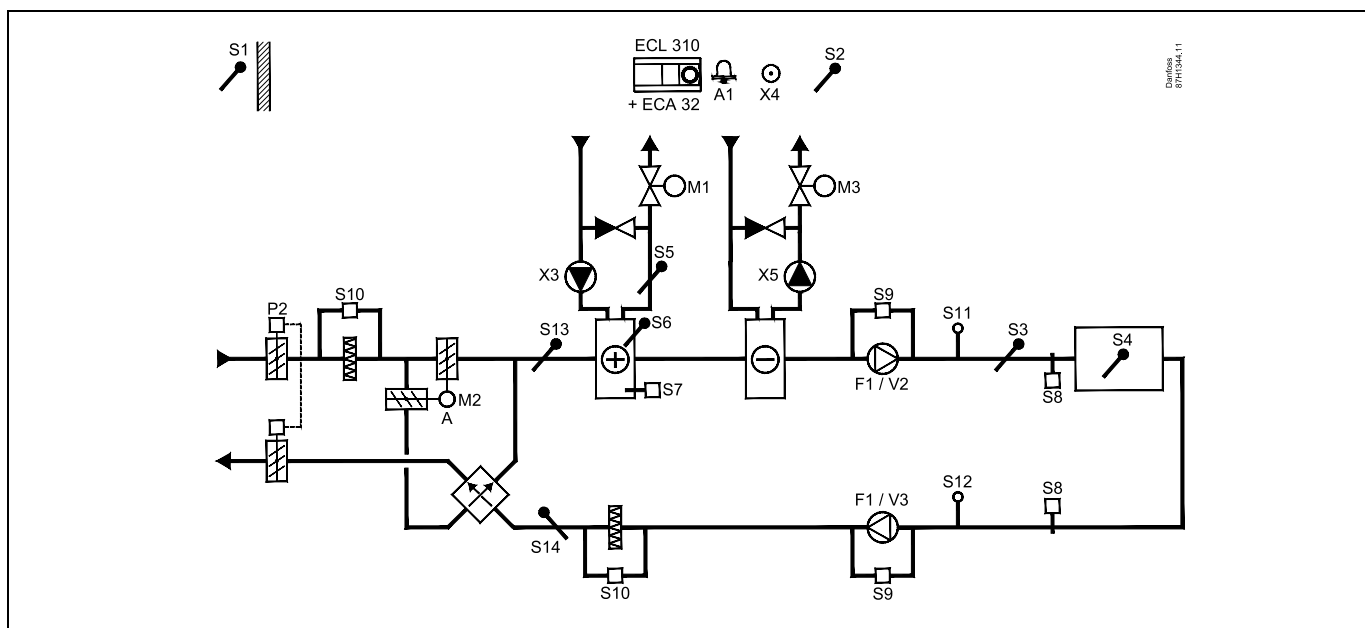 S1
ECL 310
+ ECA 32
A1
X4
S2
Danfoss
87H1344.11
M1
M3
S5
X3
X5
P2
S10
S13
S6
S9
S11
S3
S4
S7
M2
A
F1 / V2
S8
S14
S10
F1 / V3
S12
S8
S9